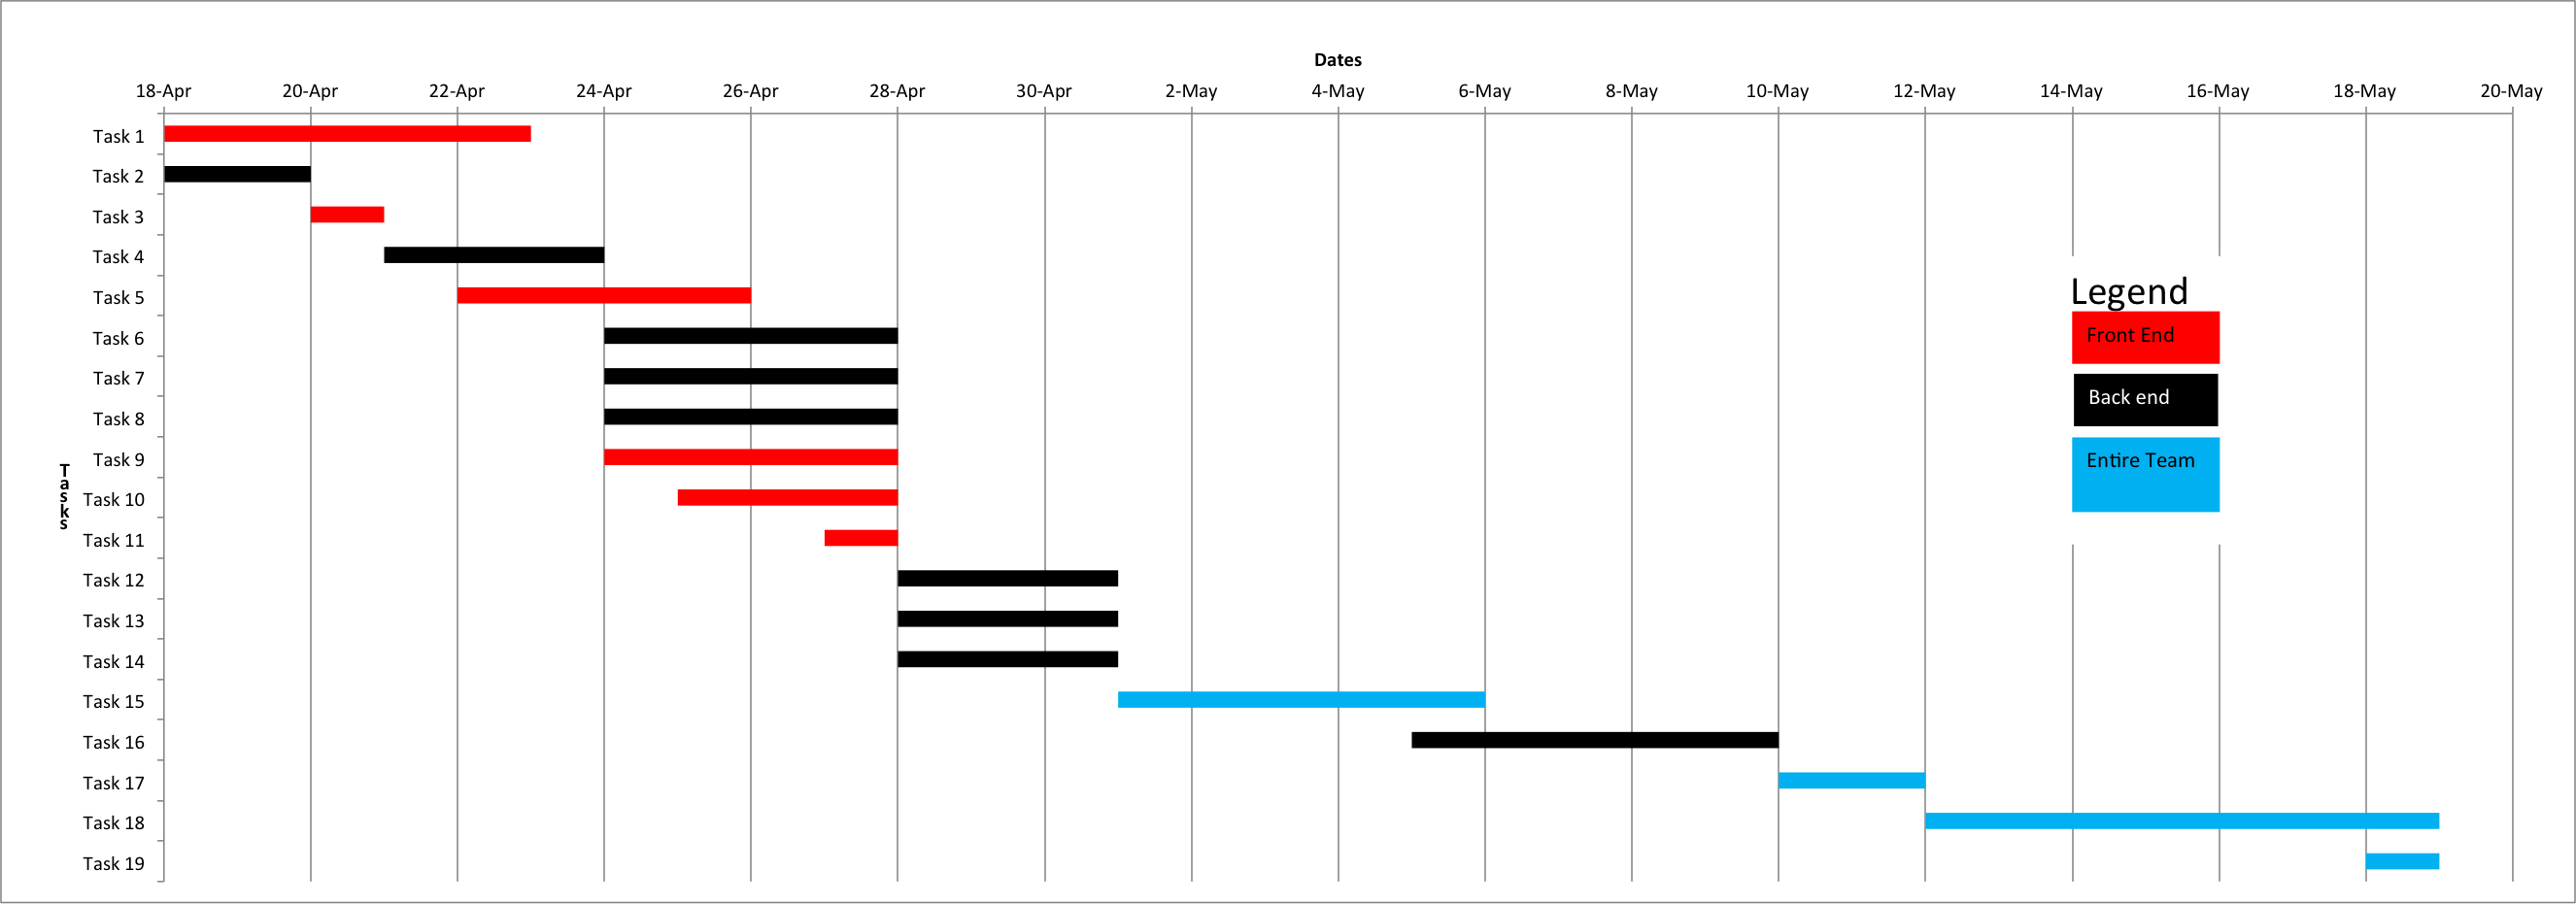 Dates
18-Apr 20-Apr 22-Apr 24-Apr 26-Apr 28-Apr 30-Apr 2-May 4-May 6-May 8-May 10-May 12-May 14-May 16-May 18-May 20-May
Tasks
Task 1
Task 2
Task 3
Task 4
Task 5
Task 6
Task 7
Task 8
Task 9
Task 10
Task 11
Task 12
Task 13
Task 14
Task 15
Task 16
Task 17
Task 18
Task 19
Legend
Front End
Back end
Entire Team